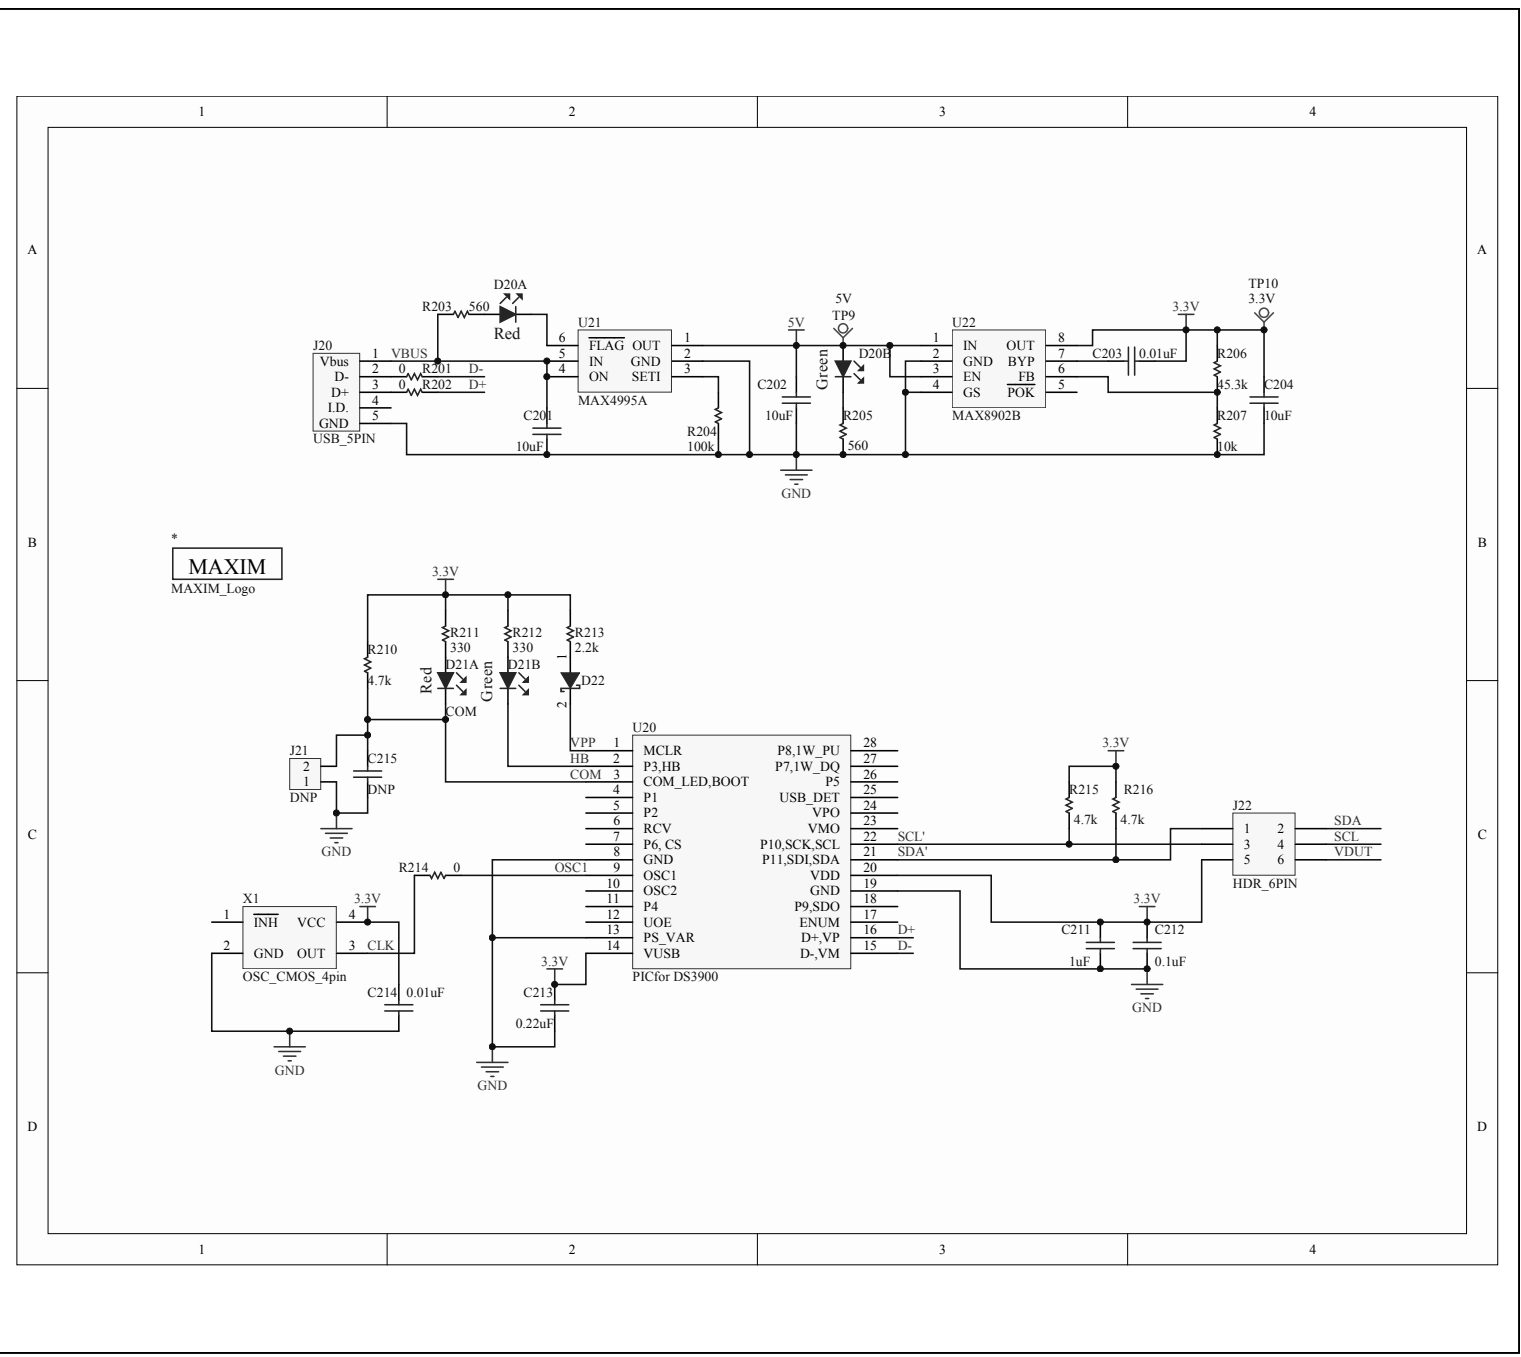 1 2 3 4
A A
D20A
R203 560
Red
5V
TP9
5V
TP10
3.3V
3.3V
U21
6 FLAG OUT 1
5 IN GND 2
4 ON SETI 3
MAX4995A
J20
Vbus 1 VBUS
D- 2 0 R201 D-
D+ 3 0 R202 D+
I.D. 4
GND 5
USB_5PIN
C201
10uF
R204
100k
C202
10uF
Green
D20B
R205
560
U22
1 IN OUT 8
2 GND BYP 7
3 EN FB 6
4 GS POK 5
MAX8902B
C203 0.01uF
R206
45.3k
C204
10uF
R207
10k
GND
B B
*
MAXIM
MAXIM_Logo
3.3V
R210
4.7k
R211
330
R212
330
R213
2.2k
Red
D21A
Green
D21B
1
D22
2
COM
J21
2
1
DNP
C215
DNP
GND
U20
VPP 1 MCLR P8,1W_PU 28
HB 2 P3,HB P7,1W_DQ 27
COM 3 COM_LED,BOOT P5 26
4 P1 USB_DET 25
5 P2 VPO 24
6 RCV VMO 23
7 P6, CS P10,SCK,SCL 22 SCL'
8 GND P11,SDI,SDA 21 SDA'
OSC1 9 OSC1 VDD 20
10 OSC2 GND 19
11 P4 P9,SDO 18
12 UOE ENUM 17
13 PS_VAR D+,VP 16 D+
14 VUSB D-,VM 15 D-
PICfor DS3900
3.3V
R215
4.7k
R216
4.7k
J22
1 2 SDA
3 4 SCL
5 6 VDUT
HDR_6PIN
C C
R214 0
X1
1 INH VCC 4
2 GND OUT 3 CLK
OSC_CMOS_4pin
3.3V
C214 0.01uF
GND
3.3V
C213
0.22uF
GND
3.3V
C211
1uF
C212
0.1uF
GND
D D
1 2 3 4